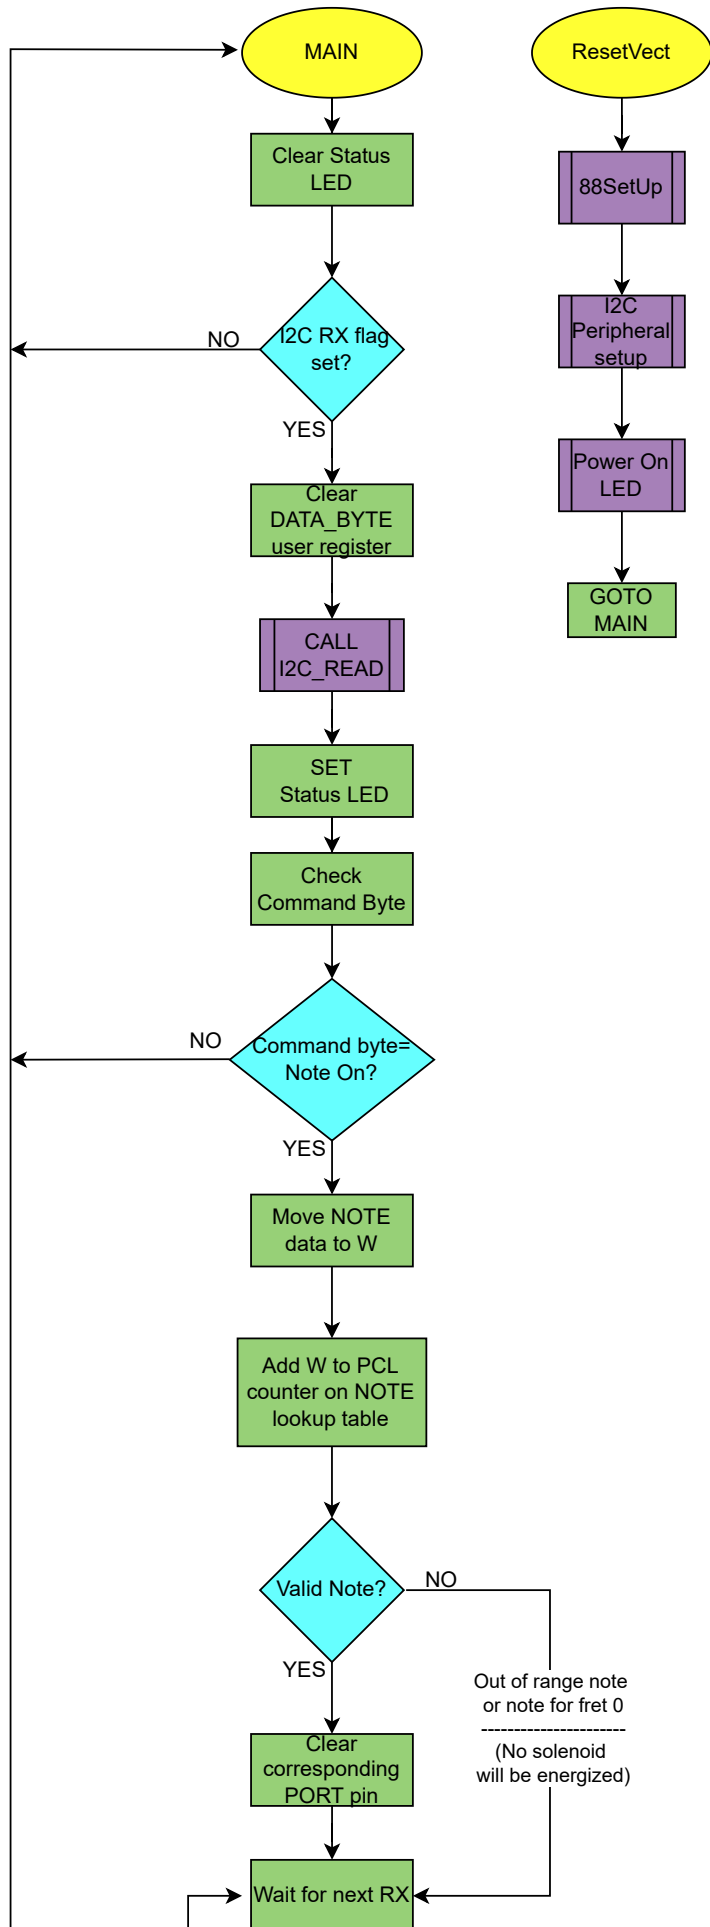 MAIN
Clear Status
LED
I2C RX flag
set?
NO
YES
Clear
DATA_BYTE
user register
CALL
I2C_READ
SET
Status LED
Check
Command Byte
Command byte=
Note On?
NO
YES
Move NOTE
data to W
Add W to PCL
counter on NOTE
lookup table
Valid Note?
NO
YES
Out of range note
or note for fret 0
----------------------
(No solenoid
will be energized)
Clear
corresponding
PORT pin
Wait for next RX
ResetVect
88SetUp
I2C
Peripheral
setup
Power On
LED
GOTO
MAIN